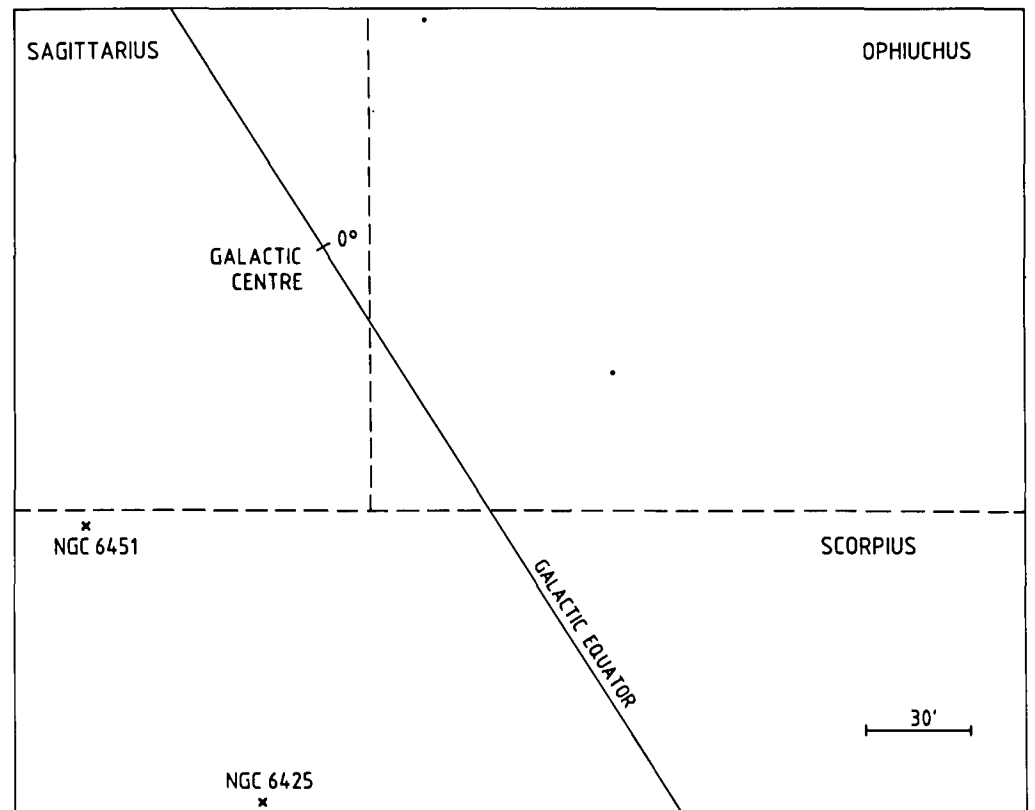 SAGITTARIUS
OPHIUCHUS
0°
GALACTIC
CENTRE
NGC 6451
SCORPIUS
GALACTIC EQUATOR
30'
NGC 6425